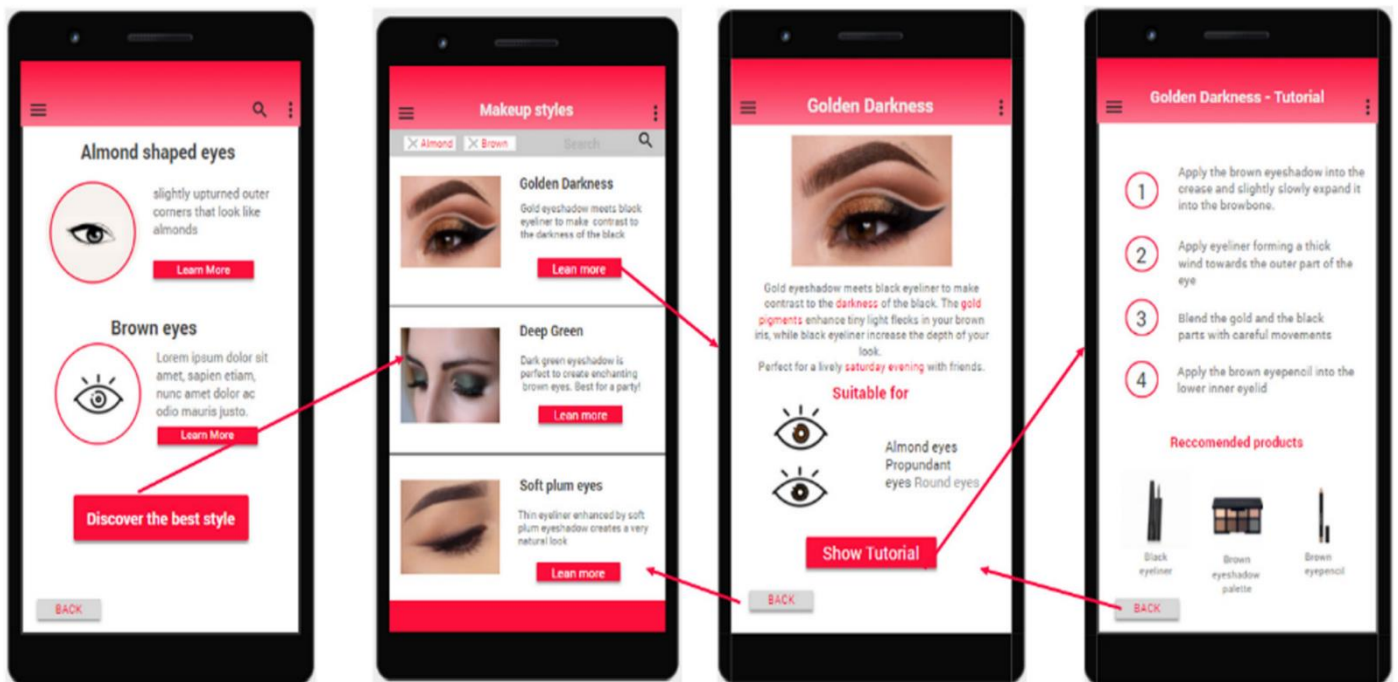 Almond shaped eyes
slightly upturned outer
corners that look like
almonds
Learn More
Brown eyes
Lorem ipsum dolor sit
amet, sapien etiam,
nunc amet dolor ac
odio mauris justo.
Learn More
Discover the best style
BACK
Makeup styles
Almond
Brown
Search
Golden Darkness
Gold eyeshadow meets black
eyeliner to make contrast to
the darkness of the black
Lean more
Deep Green
Dark green eyeshadow is
perfect to create enchanting
brown eyes. Best for a party!
Lean more
Soft plum eyes
Thin eyeliner enhanced by soft
plum eyeshadow creates a very
natural look
Lean more
Golden Darkness
Gold eyeshadow meets black eyeliner to make
contrast to the darkness of the black. The gold
pigments enhance tiny light flecks in your brown
iris, while black eyeliner increase the depth of your
look.
Perfect for a lively saturday evening with friends.
Suitable for
Almond eyes
Propundant
eyes Round eyes
Show Tutorial
BACK
Golden Darkness - Tutorial
1
Apply the brown eyeshadow into the
crease and slightly slowly expand it
into the browbone.
2
Apply eyeliner forming a thick
wind towards the outer part of the
eye
3
Blend the gold and the black
parts with careful movements
4
Apply the brown eyepencil into the
lower inner eyelid
Reccomended products
Black
eyeliner
Brown
eyeshadow
palette
Brown
eyepencil
BACK